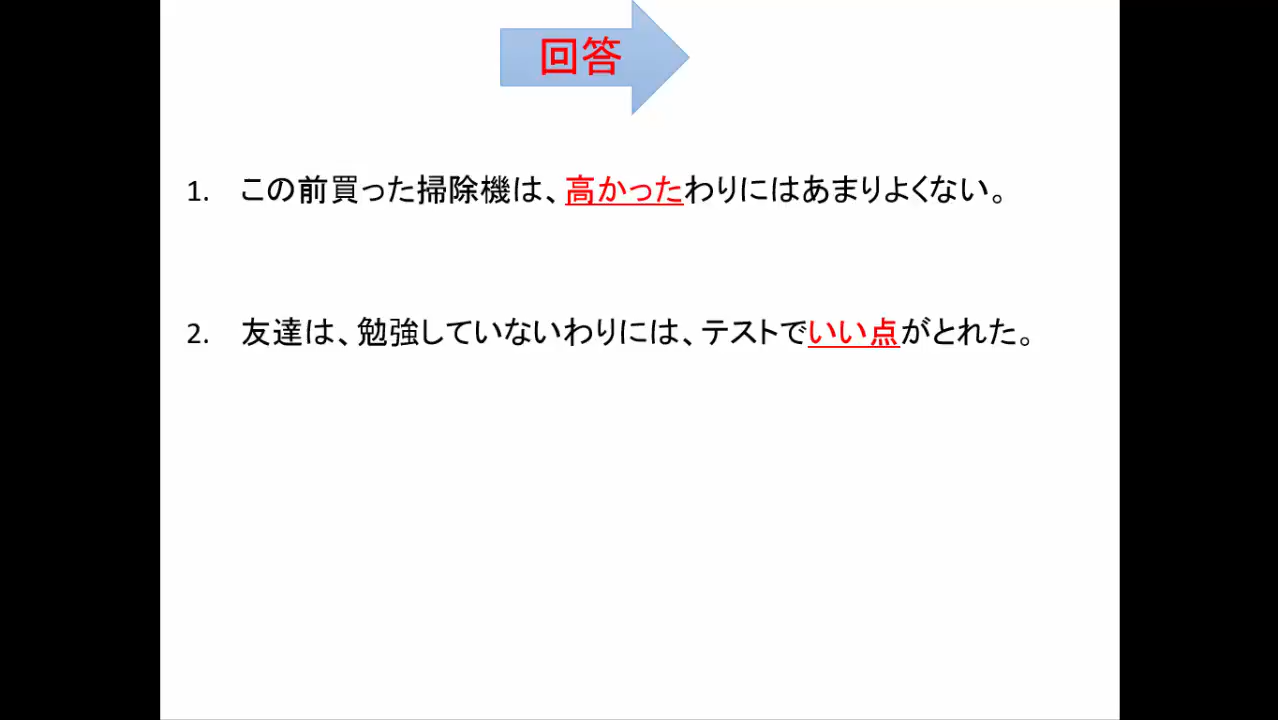 回答
1. この前買った掃除機は、高かったわりにはあまりよくない。
2. 友達は、勉強していないわりには、テストでいい点がとれた。